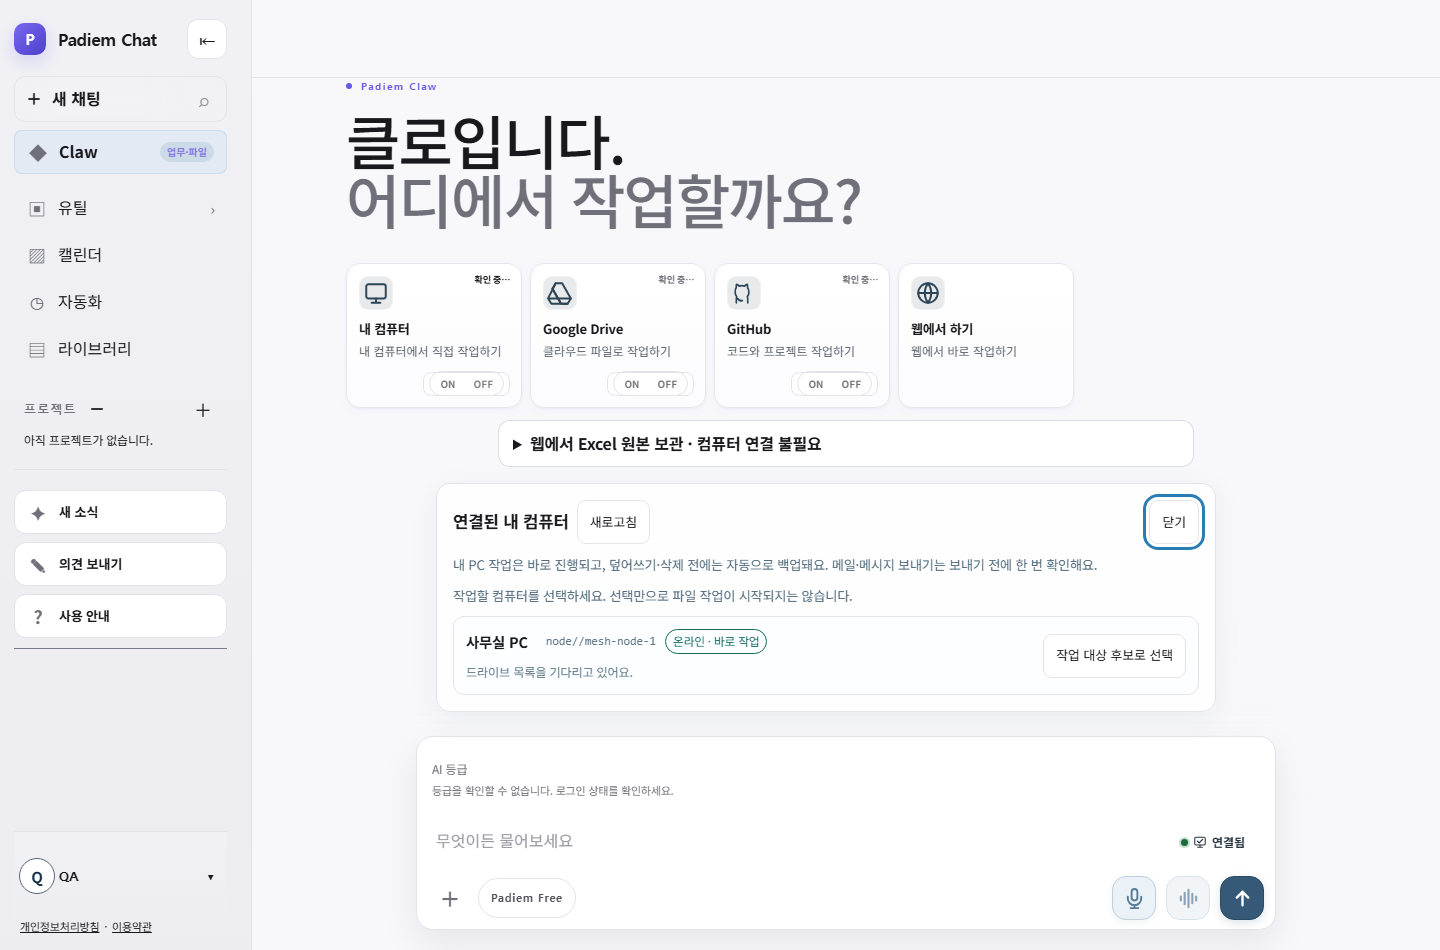 P Padiem Chat
새 채팅
Claw 업무·파일
유틸
캘린더
자동화
라이브러리
프로젝트
아직 프로젝트가 없습니다.
새 소식
의견 보내기
? 사용 안내
Q QA
개인정보처리방침 · 이용약관
Padiem Claw
클로입니다.
어디에서 작업할까요?
확인 중…
내 컴퓨터
내 컴퓨터에서 직접 작업하기
ON OFF
확인 중…
Google Drive
클라우드 파일로 작업하기
ON OFF
확인 중…
GitHub
코드와 프로젝트 작업하기
ON OFF
웹에서 하기
웹에서 바로 작업하기
▶ 웹에서 Excel 원본 보관 · 컴퓨터 연결 불필요
연결된 내 컴퓨터 새로고침 닫기
내 PC 작업은 바로 진행되고, 덮어쓰기·삭제 전에는 자동으로 백업돼요. 메일·메시지 보내기는 보내기 전에 한 번 확인해요.
작업할 컴퓨터를 선택하세요. 선택만으로 파일 작업이 시작되지는 않습니다.
사무실 PC node//mesh-node-1 온라인 · 바로 작업
드라이브 목록을 기다리고 있어요.
작업 대상 후보로 선택
AI 등급
등급을 확인할 수 없습니다. 로그인 상태를 확인하세요.
무엇이든 물어보세요
연결됨
Padiem Free